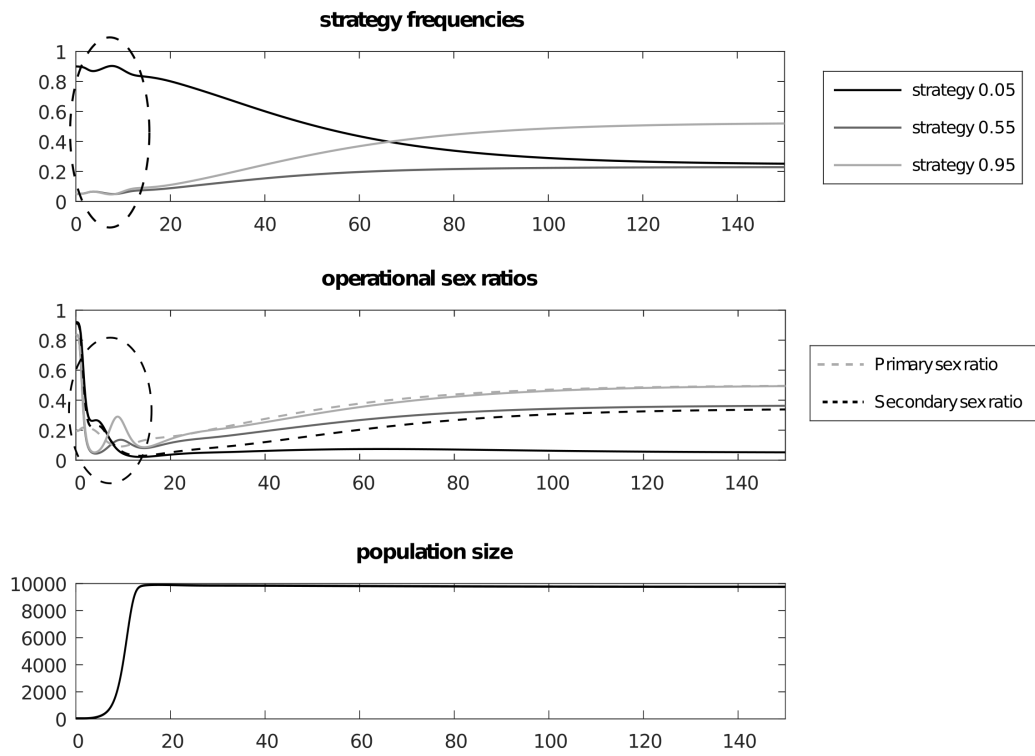 strategy frequencies
1
0.8
0.6
0.4
0.2
0
0 20 40 60 80 100 120 140
strategy 0.05
strategy 0.55
strategy 0.95
operational sex ratios
1
0.8
0.6
0.4
0.2
0
0 20 40 60 80 100 120 140
Primary sex ratio
Secondary sex ratio
population size
10000
8000
6000
4000
2000
0
0 20 40 60 80 100 120 140